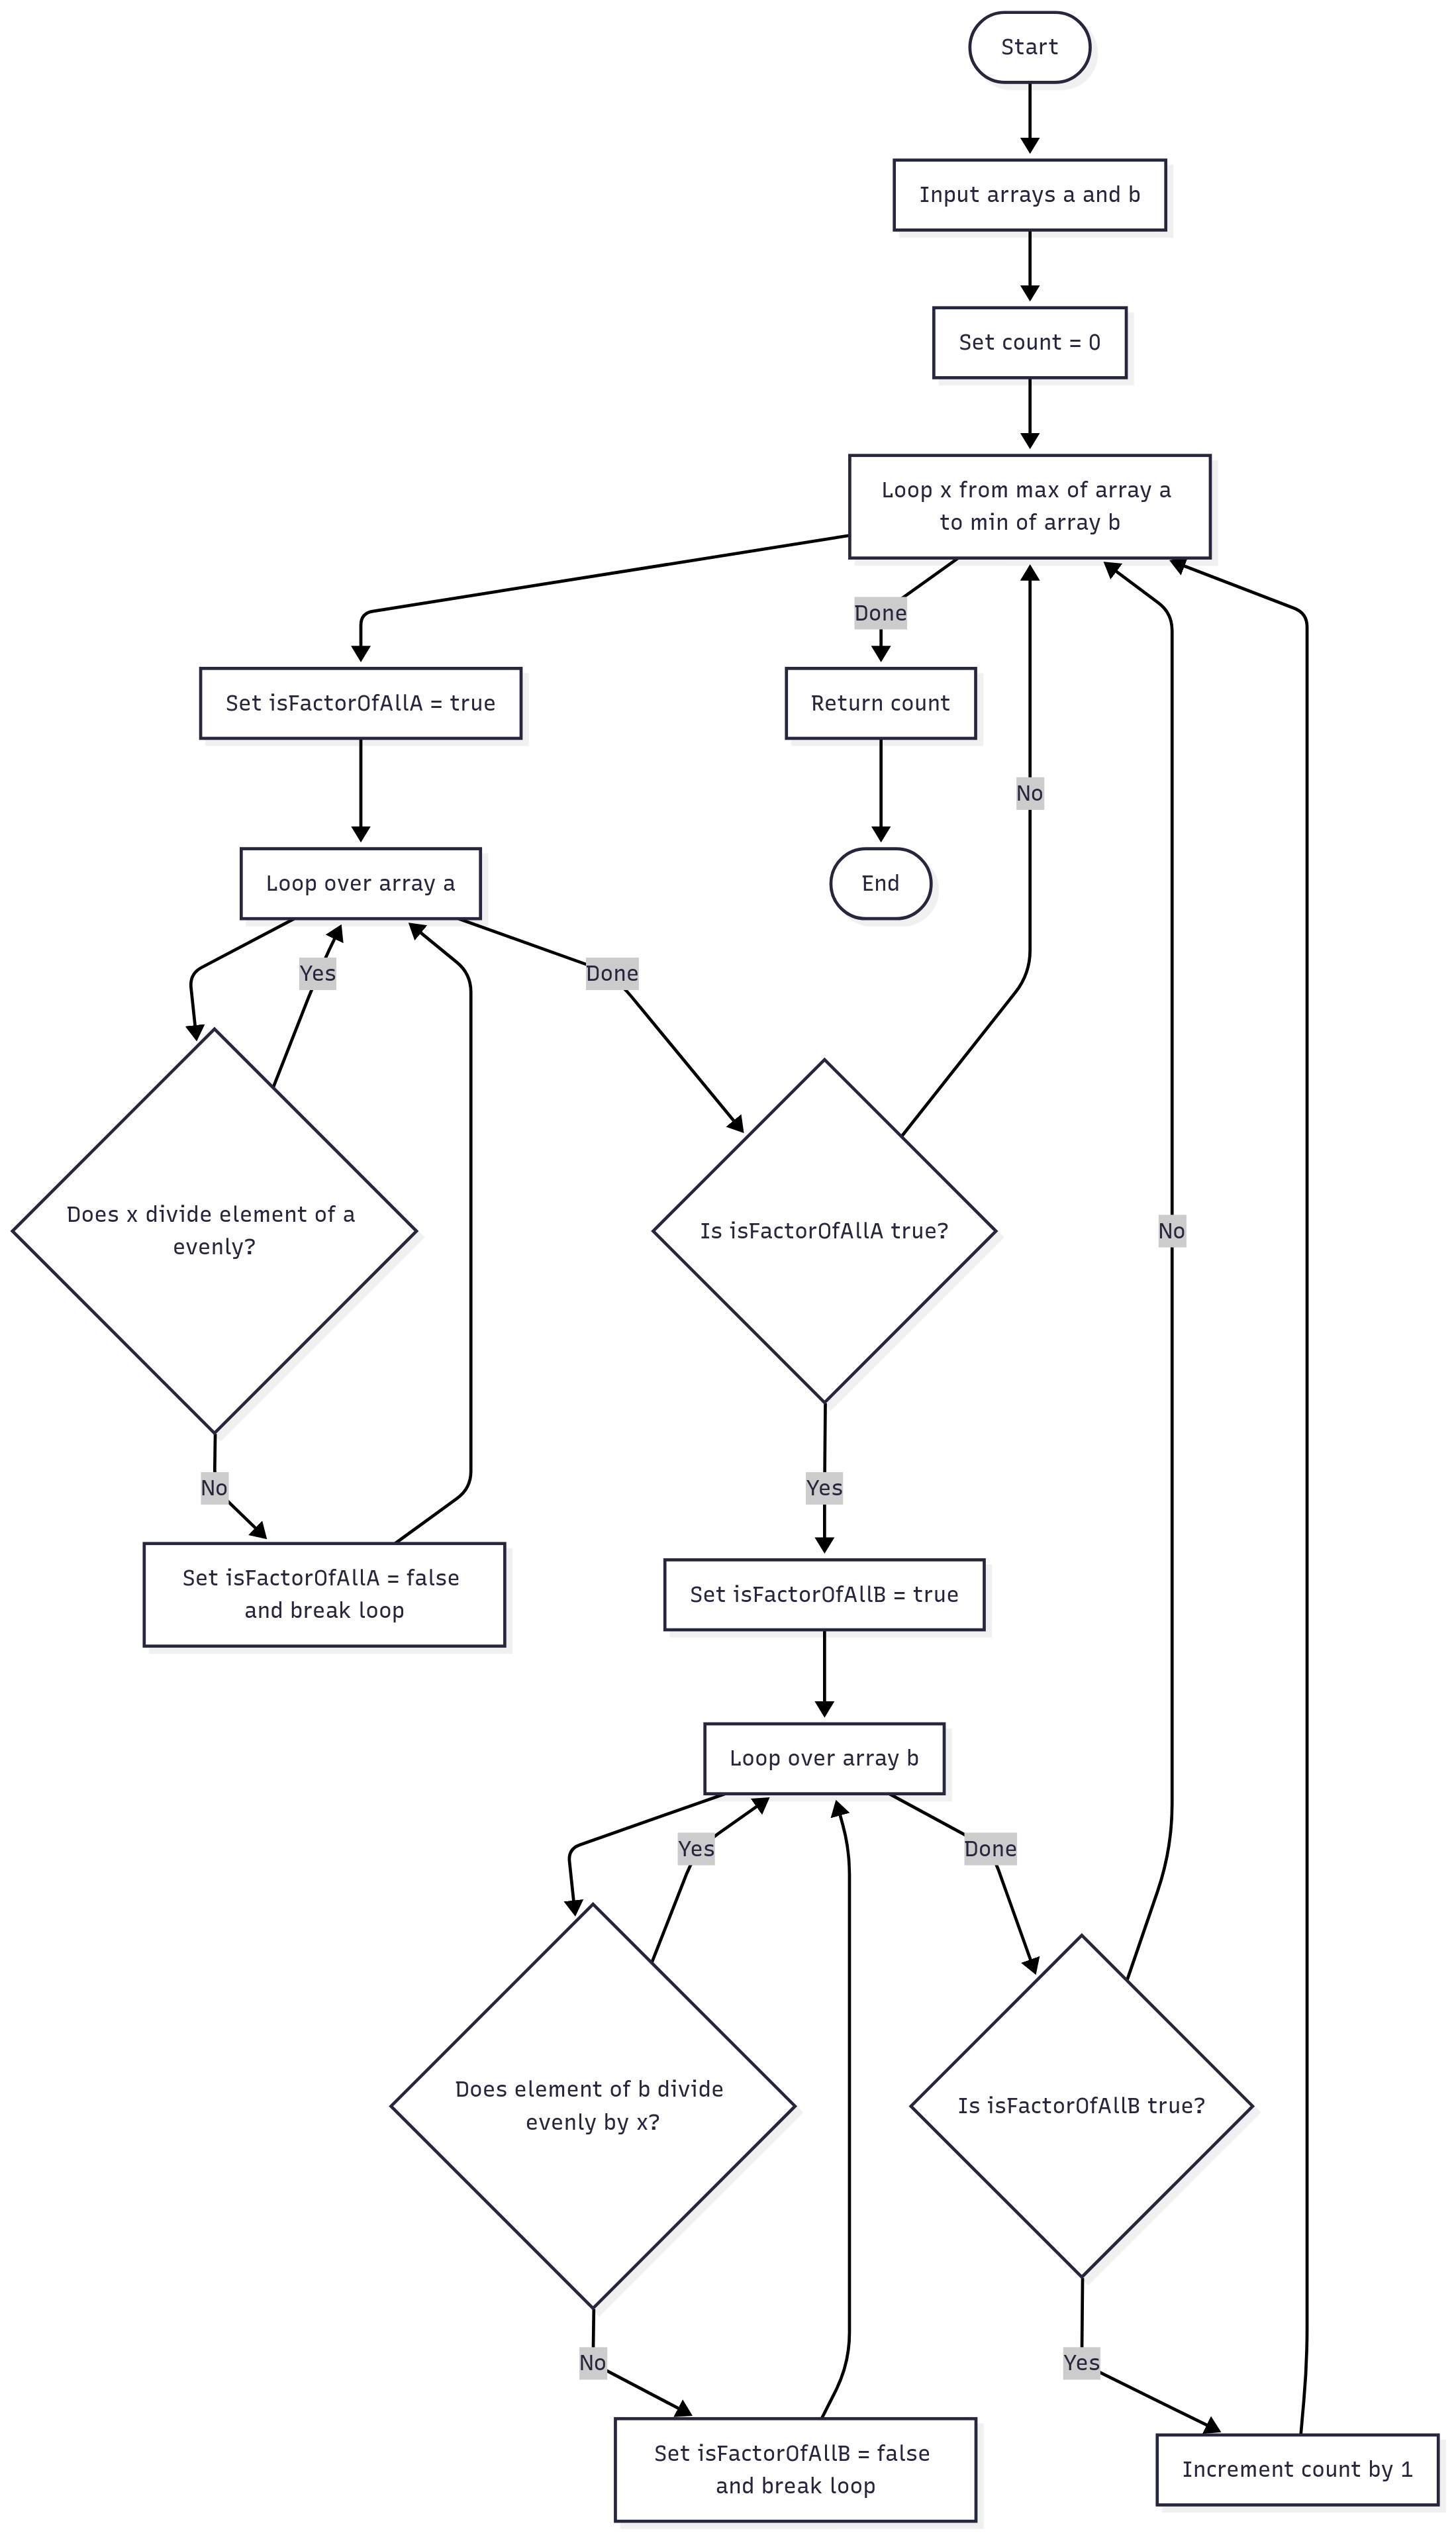 Start
Input arrays a and b
Set count = 0
Loop x from max of array a
to min of array b
Done
Set isFactorOfAllA = true
Return count
No
Loop over array a
End
Yes
Done
Does x divide element of a
evenly?
Is isFactorOfAllA true?
No
No
Yes
Set isFactorOfAllA = false
and break loop
Set isFactorOfAllB = true
Loop over array b
Yes
Done
Does element of b divide
evenly by x?
Is isFactorOfAllB true?
No
Yes
Set isFactorOfAllB = false
and break loop
Increment count by 1